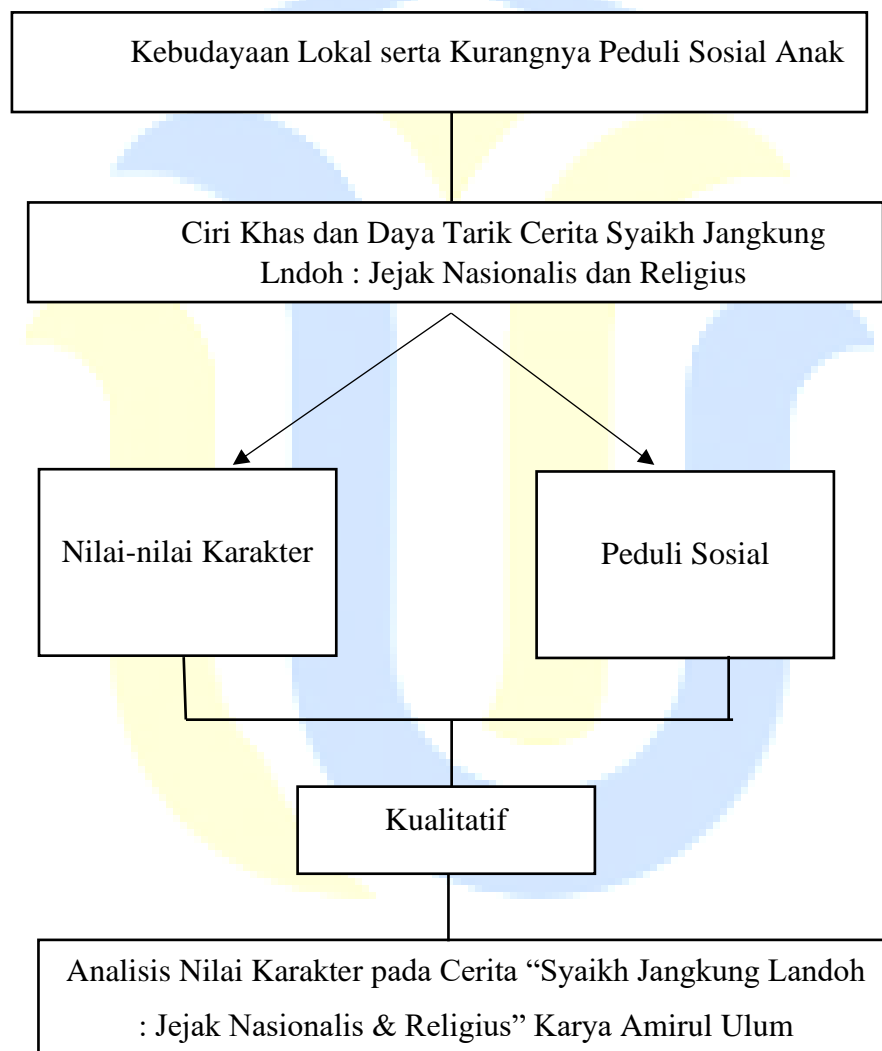 Kebudayaan Lokal serta Kurangnya Peduli Sosial Anak
Ciri Khas dan Daya Tarik Cerita Syaikh Jangkung
Lndoh : Jejak Nasionalis dan Religius
Nilai-nilai Karakter
Peduli Sosial
Kualitatif
Analisis Nilai Karakter pada Cerita “Syaikh Jangkung Landoh
: Jejak Nasionalis & Religius” Karya Amirul Ulum